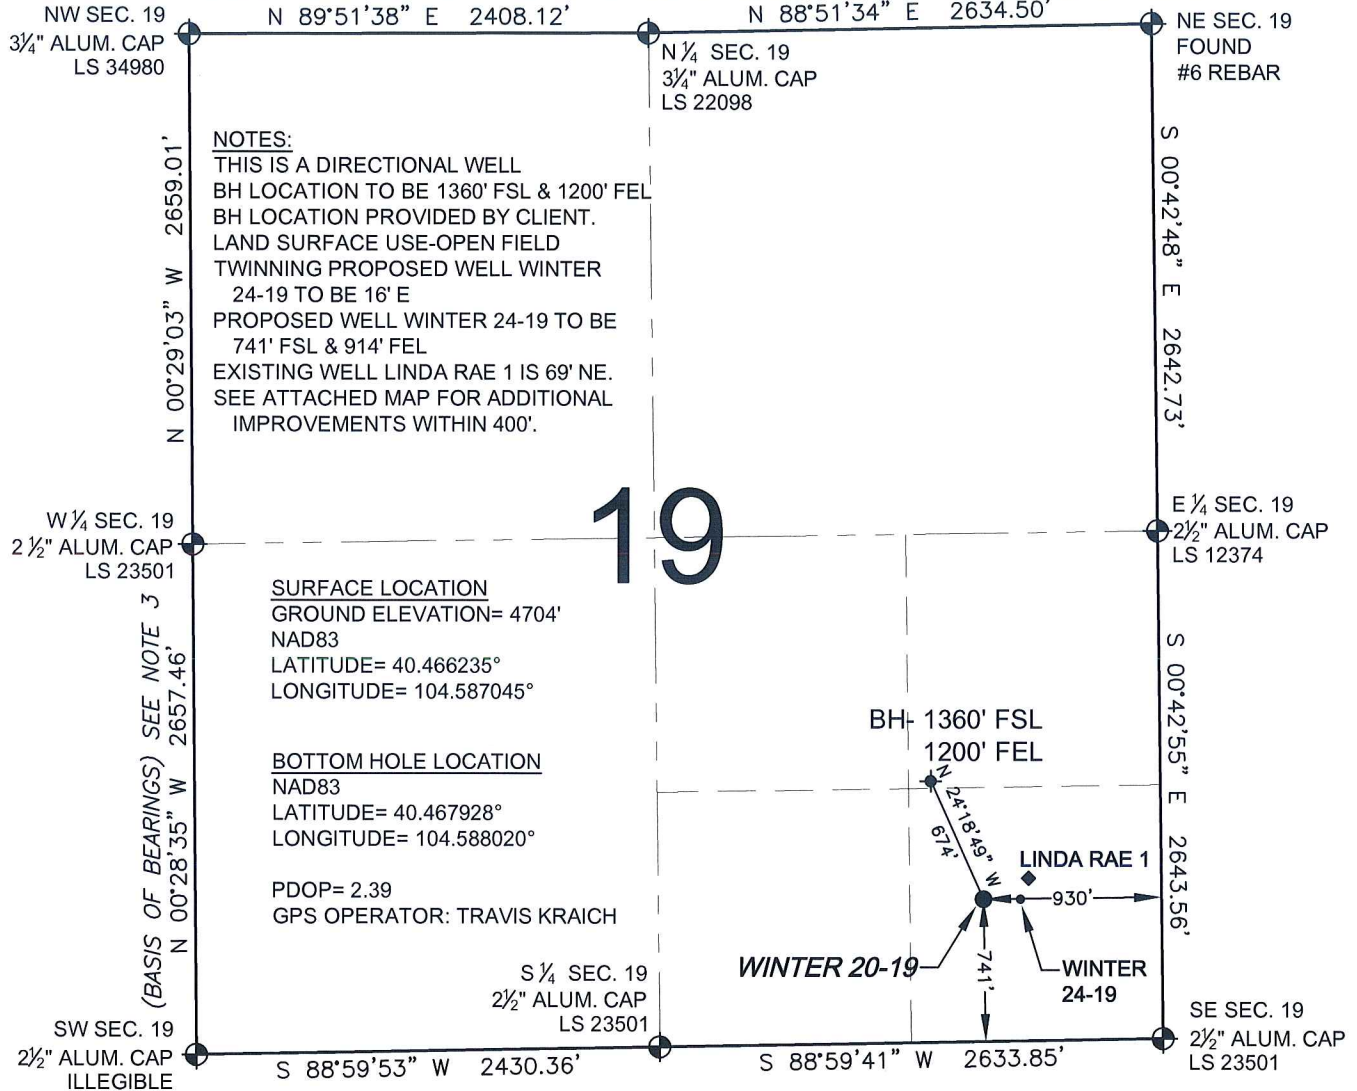 NW SEC. 19
3¼" ALUM. CAP
LS 34980
N 89°51'38" E 2408.12'
N 88°51'34" E 2634.50'
NE SEC. 19
FOUND
#6 REBAR
N ¼ SEC. 19
3¼" ALUM. CAP
LS 22098
N 00°29'03" W 2659.01'
NOTES:
THIS IS A DIRECTIONAL WELL
BH LOCATION TO BE 1360' FSL & 1200' FEL
BH LOCATION PROVIDED BY CLIENT.
LAND SURFACE USE-OPEN FIELD
TWINNING PROPOSED WELL WINTER
24-19 TO BE 16' E
PROPOSED WELL WINTER 24-19 TO BE
741' FSL & 914' FEL
EXISTING WELL LINDA RAE 1 IS 69' NE.
SEE ATTACHED MAP FOR ADDITIONAL
IMPROVEMENTS WITHIN 400'.
S 00°42'48" E 2642.73'
19
W ¼ SEC. 19
2 ½" ALUM. CAP
LS 23501
E ¼ SEC. 19
2½" ALUM. CAP
LS 12374
(BASIS OF BEARINGS) SEE NOTE 3
N 00°28'35" W 2657.46'
SURFACE LOCATION
GROUND ELEVATION= 4704'
NAD83
LATITUDE= 40.466235°
LONGITUDE= 104.587045°
BOTTOM HOLE LOCATION
NAD83
LATITUDE= 40.467928°
LONGITUDE= 104.588020°
PDOP= 2.39
GPS OPERATOR: TRAVIS KRAICH
S 00°42'55" E 2643.56'
BH- 1360' FSL
1200' FEL
N 24°18'49" W
674'
LINDA RAE 1
930'
741'
WINTER 20-19
WINTER
24-19
S ¼ SEC. 19
2½" ALUM. CAP
LS 23501
SW SEC. 19
2½" ALUM. CAP
ILLEGIBLE
S 88°59'53" W 2430.36'
S 88°59'41" W 2633.85'
SE SEC. 19
2½" ALUM. CAP
LS 23501